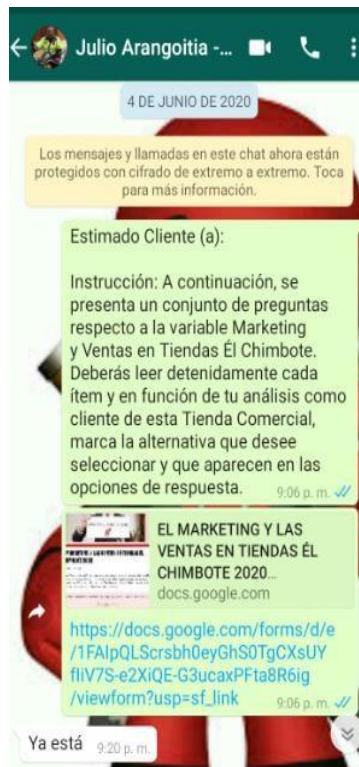 Julio Arangoitia -...
4 DE JUNIO DE 2020
Los mensajes y llamadas en este chat ahora están
protegidos con cifrado de extremo a extremo. Toca
para más información.
Estimado Cliente (a):
Instrucción: A continuación, se
presenta un conjunto de preguntas
respecto a la variable Marketing
y Ventas en Tiendas Él Chimbote.
Deberás leer detenidamente cada
ítem y en función de tu análisis como
cliente de esta Tienda Comercial,
marca la alternativa que desee
seleccionar y que aparecen en las
opciones de respuesta.
9:06 p. m.
EL MARKETING Y LAS
VENTAS EN TIENDAS ÉL
CHIMBOTE 2020...
docs.google.com
https://docs.google.com/forms/d/e
/1FAIpQLScrsbh0eyGhS0TgCXsUY
fIiV7S-e2XiQE-G3ucaxPFta8R6ig
/viewform?usp=sf_link
9:06 p. m.
Ya está
9:20 p. m.